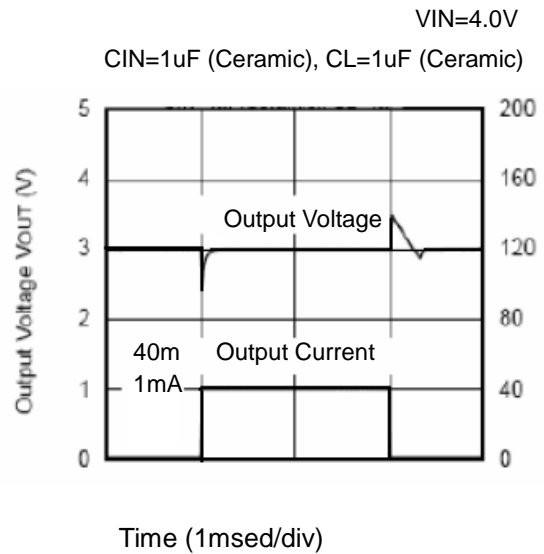 VIN=4.0V
CIN=1uF (Ceramic), CL=1uF (Ceramic)
5
200
4
160
Output Voltage
3
120
2
80
40m
Output Current
1
1mA
40
0
0
Output Voltage VOUT (V)
Time (1msed/div)